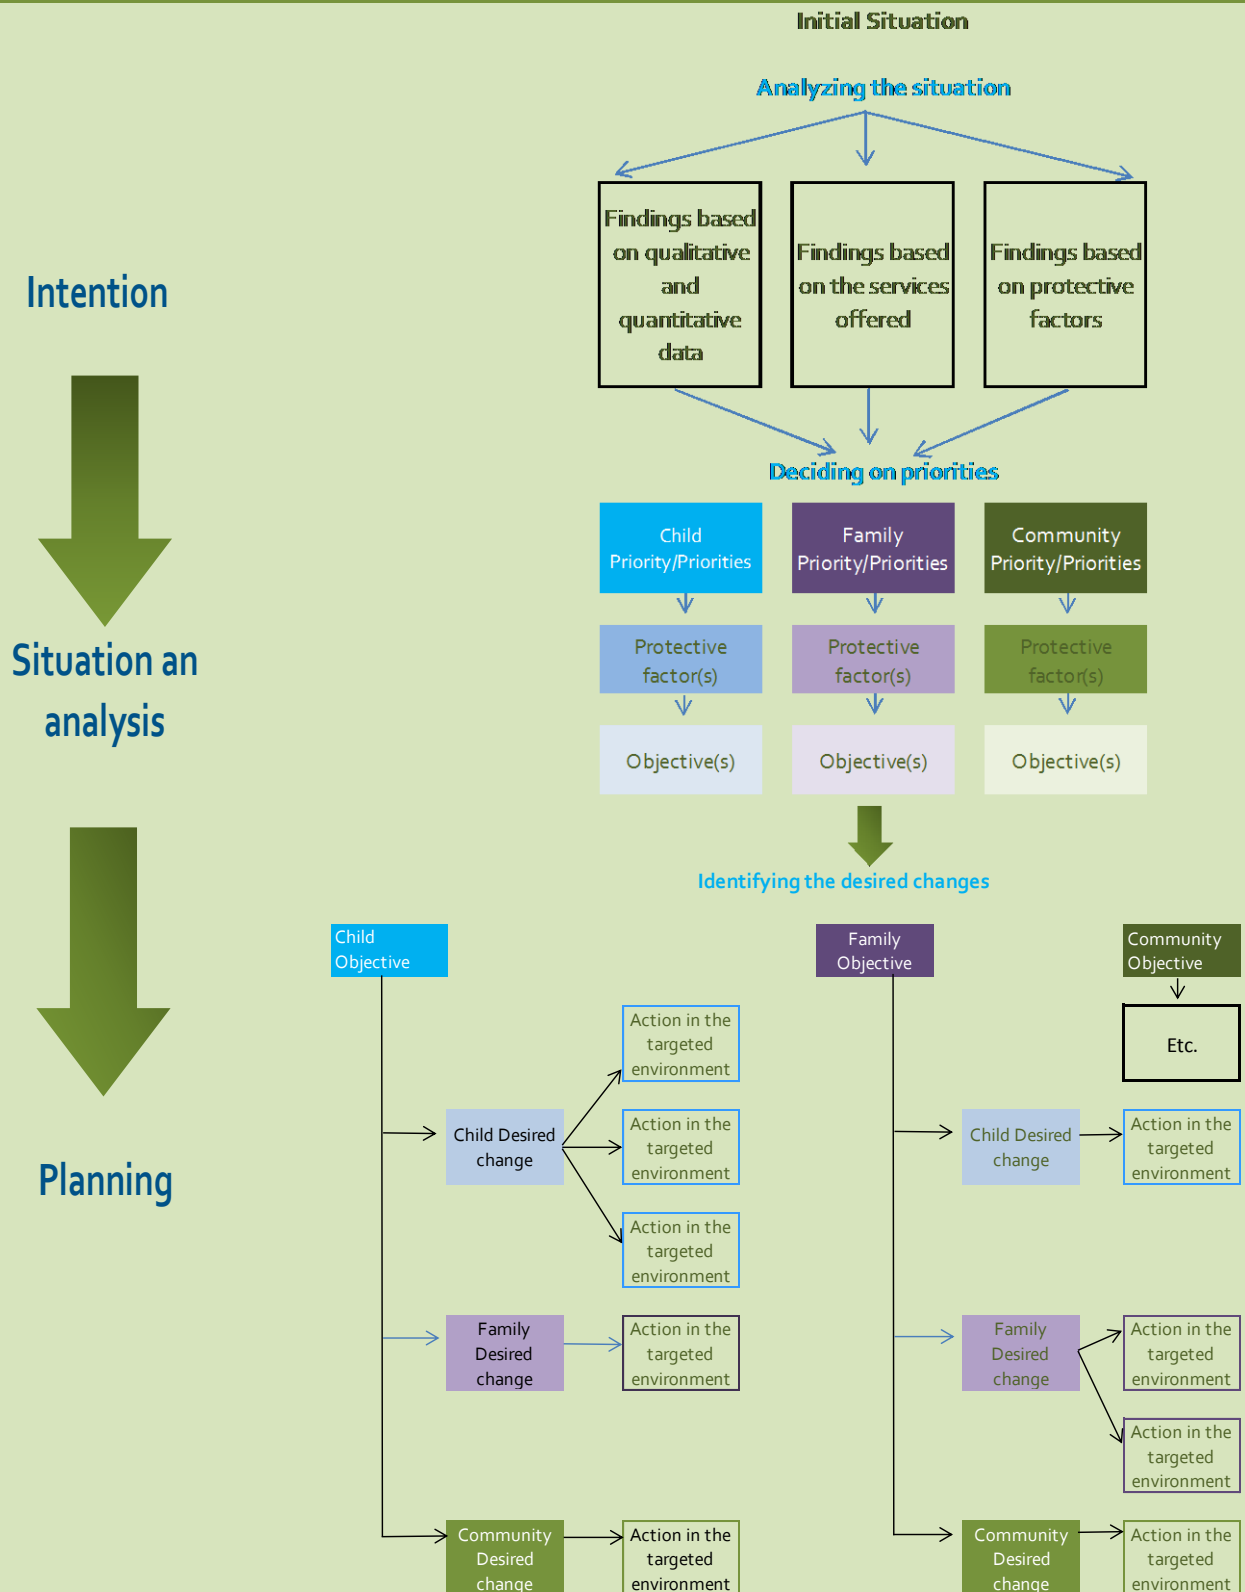 Initial Situation
Analyzing the situation
Findings based
on qualitative
and
quantitative
data
Findings based
on the services
offered
Findings based
on protective
factors
Intention
Deciding on priorities
Child
Priority/Priorities
Family
Priority/Priorities
Community
Priority/Priorities
Protective
factor(s)
Protective
factor(s)
Protective
factor(s)
Situation an
analysis
Objective(s)
Objective(s)
Objective(s)
Identifying the desired changes
Planning
Child
Objective
Action in the
targeted
environment
Child Desired
change
Action in the
targeted
environment
Action in the
targeted
environment
Family
Desired
change
Action in the
targeted
environment
Community
Desired
change
Action in the
targeted
environment
Family
Objective
Child Desired
change
Action in the
targeted
environment
Family
Desired
change
Action in the
targeted
environment
Action in the
targeted
environment
Community
Desired
change
Action in the
targeted
environment
Community
Objective
Etc.